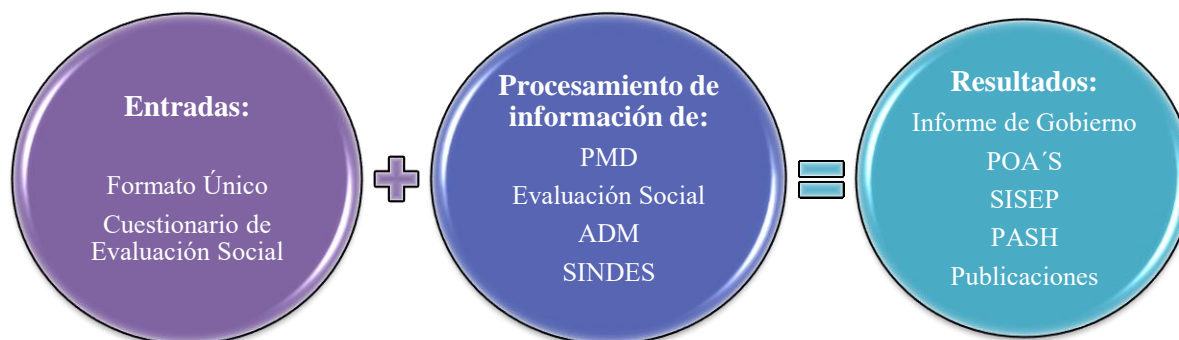 Entradas:
Formato Único
Cuestionario de
Evaluación Social
Procesamiento de
información de:
PMD
Evaluación Social
ADM
SINDES
Resultados:
Informe de Gobierno
POA´S
SISEP
PASH
Publicaciones